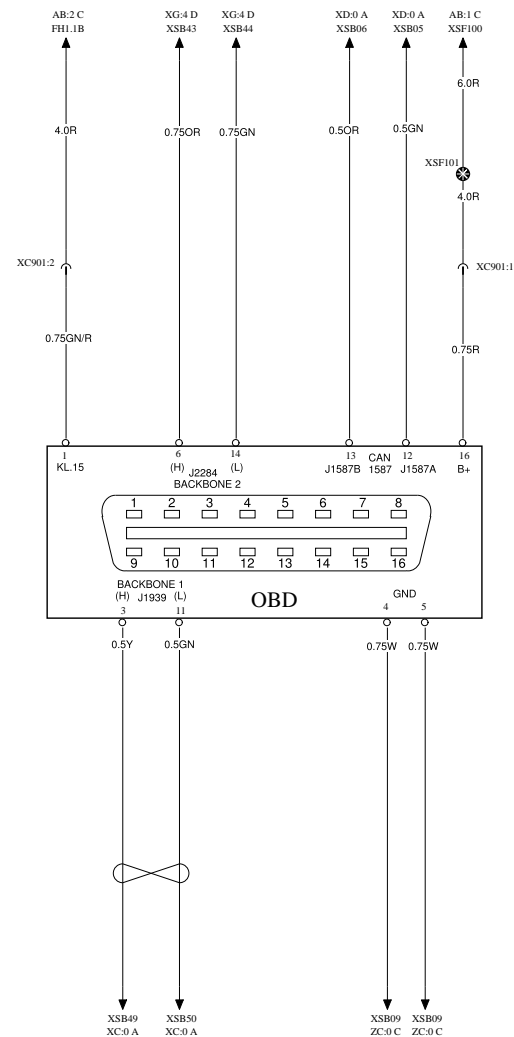 AB:2 C XG:4 D XG:4 D XD:0 A XD:0 A AB:1 C
FH1.1B XSB43 XSB44 XSB06 XSB05 XSF100
6.0R
4.0R 0.75OR 0.75GN 0.5OR 0.5GN
XSF101
4.0R
XC901:2 XC901:1
0.75GN/R 0.75R
1 6 14 13 12 16
KL.15 (H) J2284 (L) J1587B CAN 1587 J1587A B+
BACKBONE 2
1 2 3 4 5 6 7 8
9 10 11 12 13 14 15 16
BACKBONE 1
(H) J1939 (L) OBD GND
3 11 4 5
0.5Y 0.5GN 0.75W 0.75W
XSB49 XSB50 XSB09 XSB09
XC:0 A XC:0 A ZC:0 C ZC:0 C